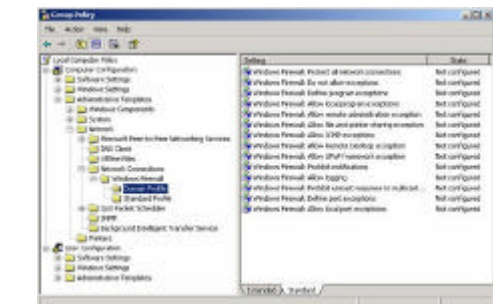 Group Policy
File Action View Help
Local Computer Policy
Computer Configuration
Software Settings
Windows Settings
Administrative Templates
Windows Components
System
Network
Microsoft Peer-to-Peer Networking Services
DNS Client
Offline Files
Network Connections
Windows Firewall
Domain Profile
Standard Profile
QoS Packet Scheduler
SNMP
Background Intelligent Transfer Service
Printers
User Configuration
Software Settings
Windows Settings
Administrative Templates
Setting State
Windows Firewall: Protect all network connections Not configured
Windows Firewall: Do not allow exceptions Not configured
Windows Firewall: Define program exceptions Not configured
Windows Firewall: Allow local program exceptions Not configured
Windows Firewall: Allow remote administration exception Not configured
Windows Firewall: Allow file and printer sharing exception Not configured
Windows Firewall: Allow ICMP exceptions Not configured
Windows Firewall: Allow Remote Desktop exception Not configured
Windows Firewall: Allow UPnP framework exception Not configured
Windows Firewall: Prohibit notifications Not configured
Windows Firewall: Allow logging Not configured
Windows Firewall: Prohibit unicast response to multicast... Not configured
Windows Firewall: Define port exceptions Not configured
Windows Firewall: Allow local port exceptions Not configured
Extended Standard